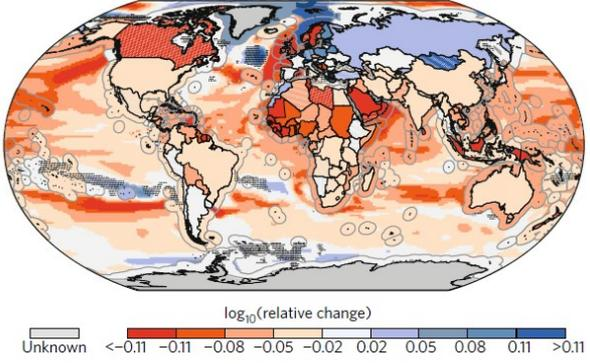 log10(relative change)
Unknown <–0.11 –0.11 –0.08 –0.05 –0.02 0.02 0.05 0.08 0.11 >0.11